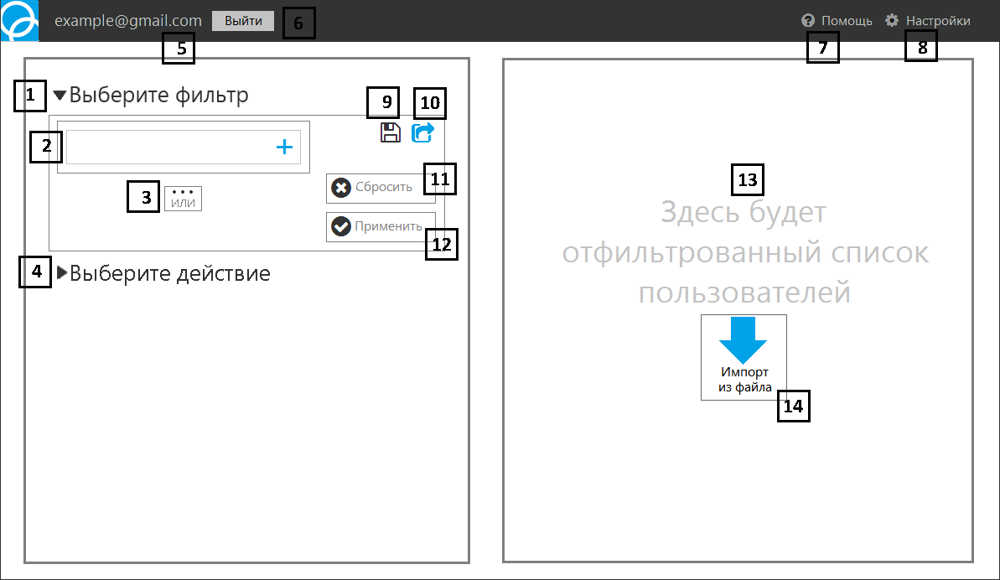 example@gmail.com Выйти 6 Помощь Настройки
5 7 8
1 Выберите фильтр
9 10
2 +
3 ... ИЛИ
Сбросить 11
Применить 12
4 Выберите действие
13
Здесь будет
отфильтрованный список
пользователей
Импорт
из файла
14